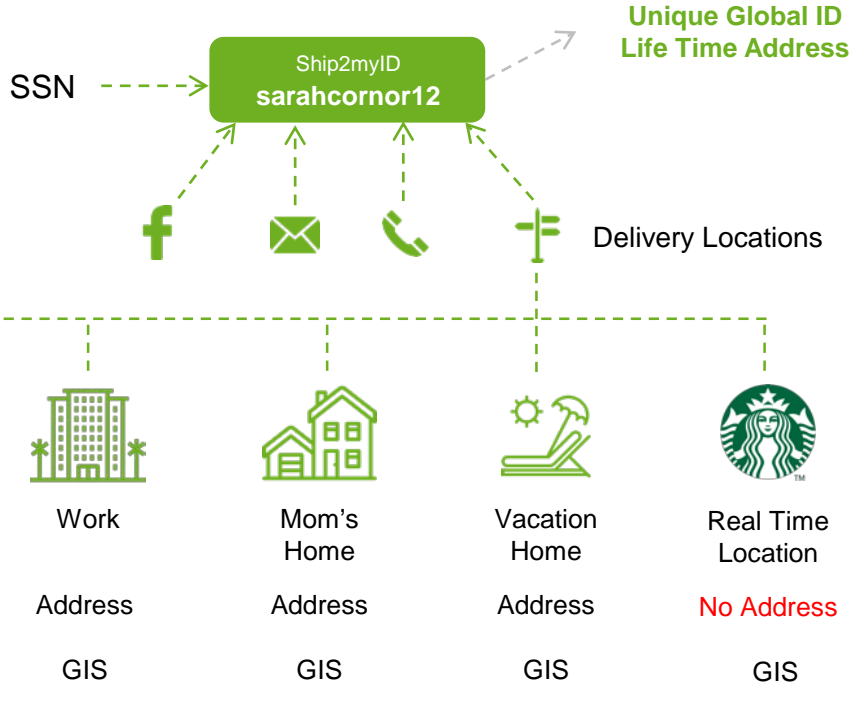 Unique Global ID
Life Time Address
Ship2myID
SSN
sarahcornor12
Delivery Locations
Work
Mom's
Home
Vacation
Home
Real Time
Location
Address
Address
Address
No Address
GIS
GIS
GIS
GIS
TM